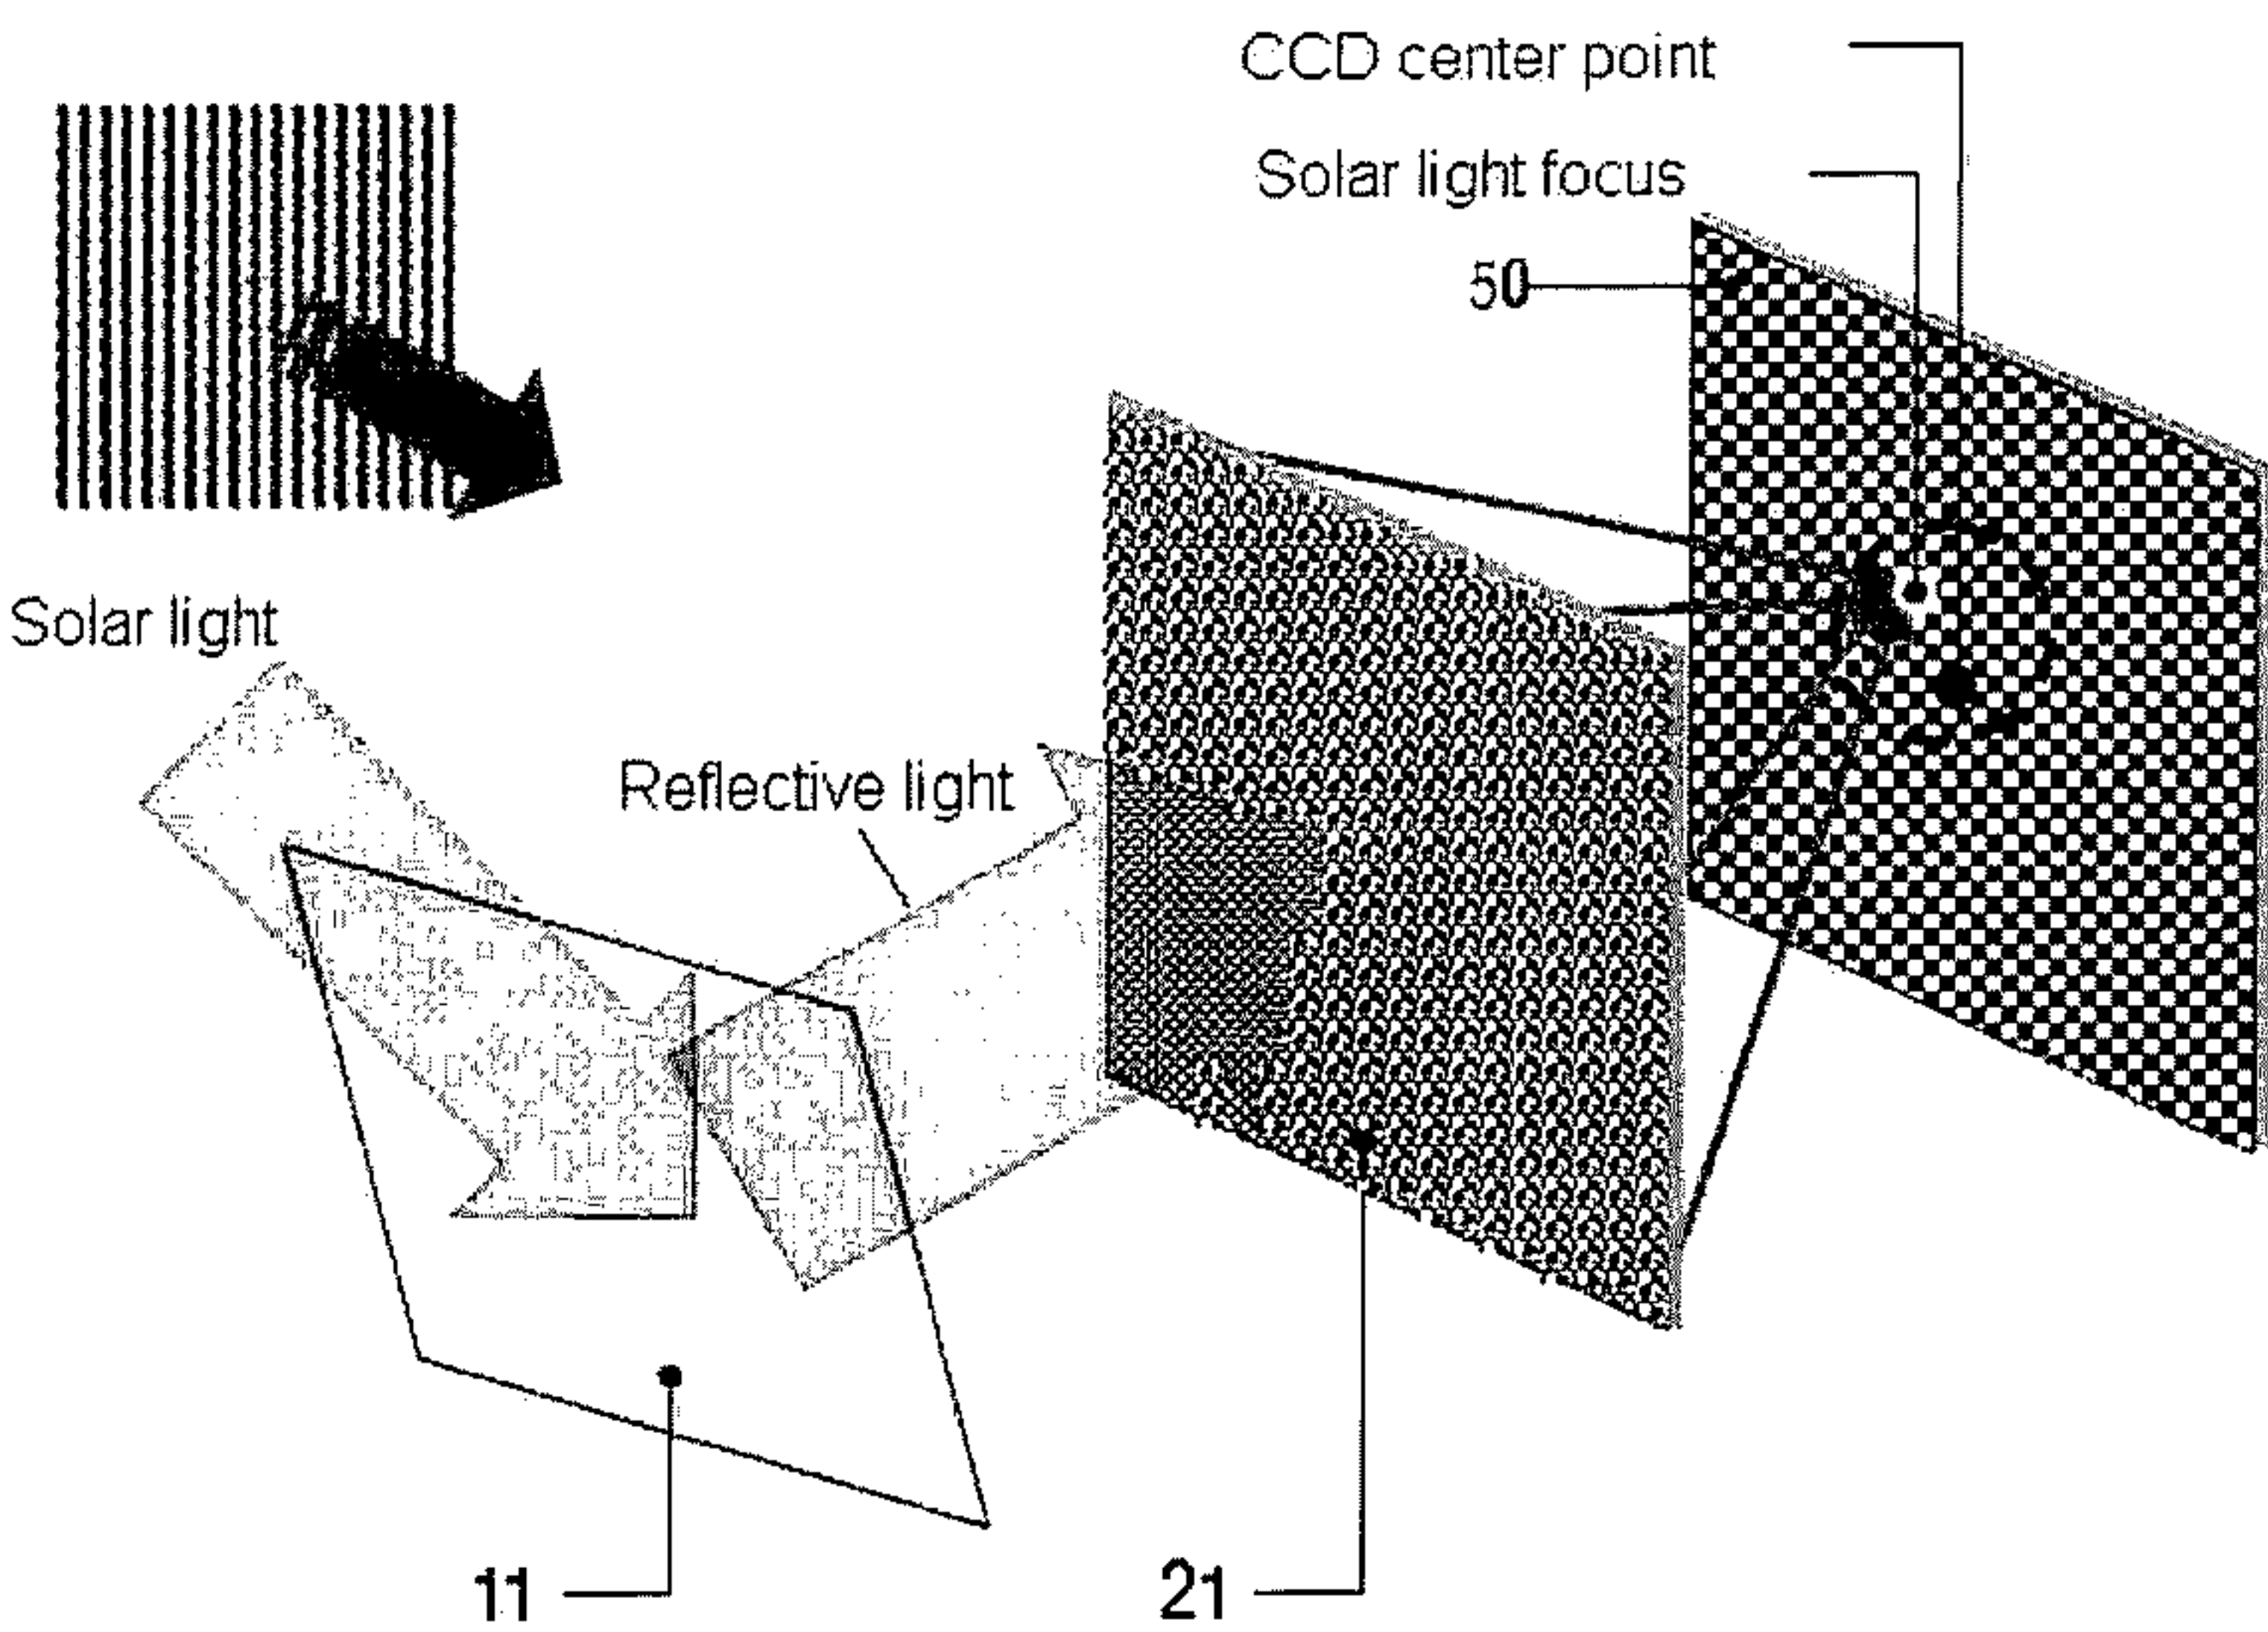 CCD center point
Solar light focus
50
Solar light
Reflective light
11
21